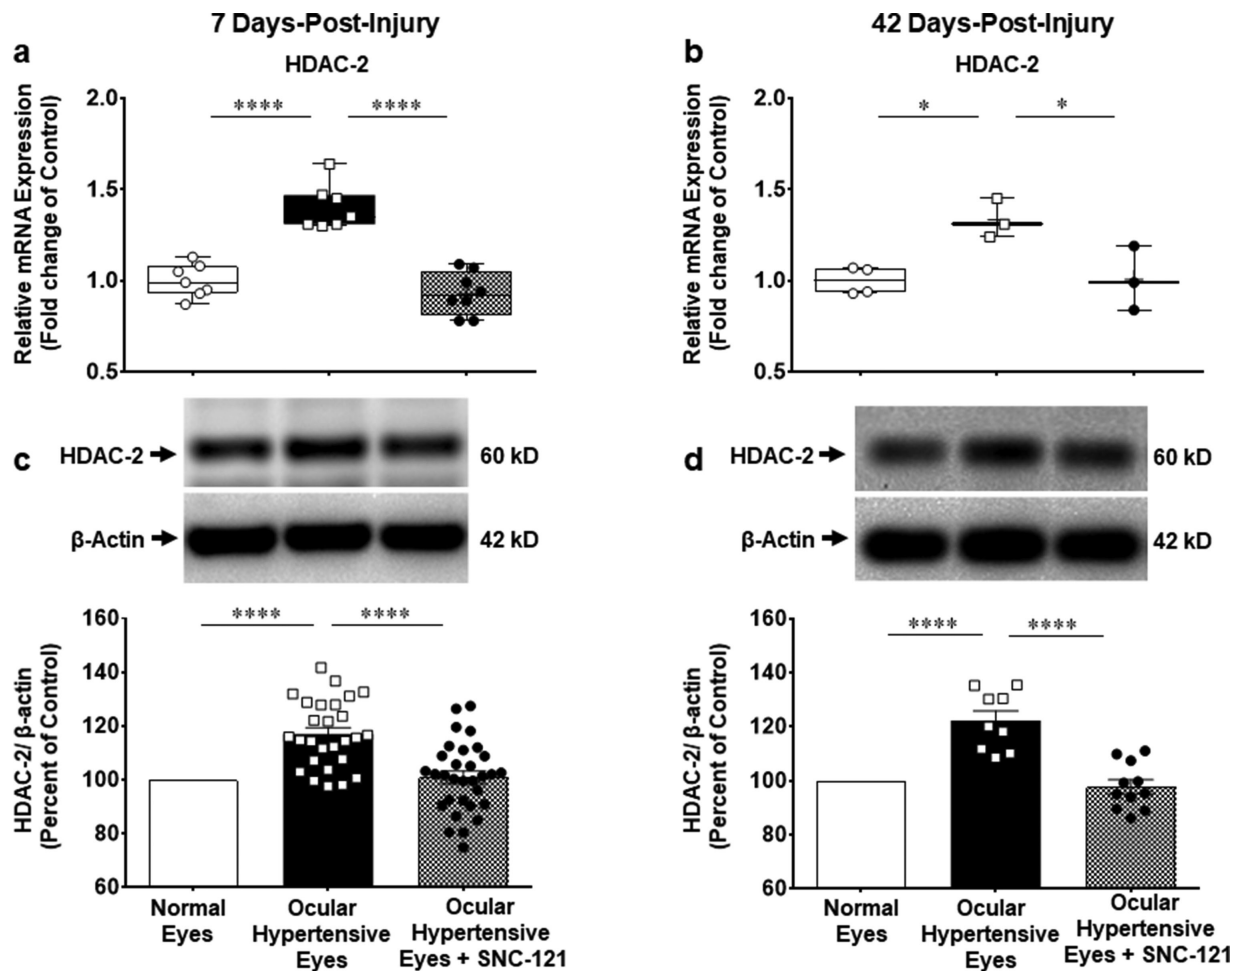 7 Days-Post-Injury
42 Days-Post-Injury
a
HDAC-2
b
HDAC-2
Relative mRNA Expression
(Fold change of Control)
2.0
1.5
1.0
0.5
****
****
Relative mRNA Expression
(Fold change of Control)
2.0
1.5
1.0
0.5
*
*
c
HDAC-2
60 kD
β-Actin
42 kD
d
HDAC-2
60 kD
β-Actin
42 kD
HDAC-2/ β-actin
(Percent of Control)
160
140
120
100
80
60
****
****
Normal
Eyes
Ocular
Hypertensive
Eyes
Ocular
Hypertensive
Eyes + SNC-121
HDAC-2/ β-actin
(Percent of Control)
160
140
120
100
80
60
****
****
Normal
Eyes
Ocular
Hypertensive
Eyes
Ocular
Hypertensive
Eyes + SNC-121